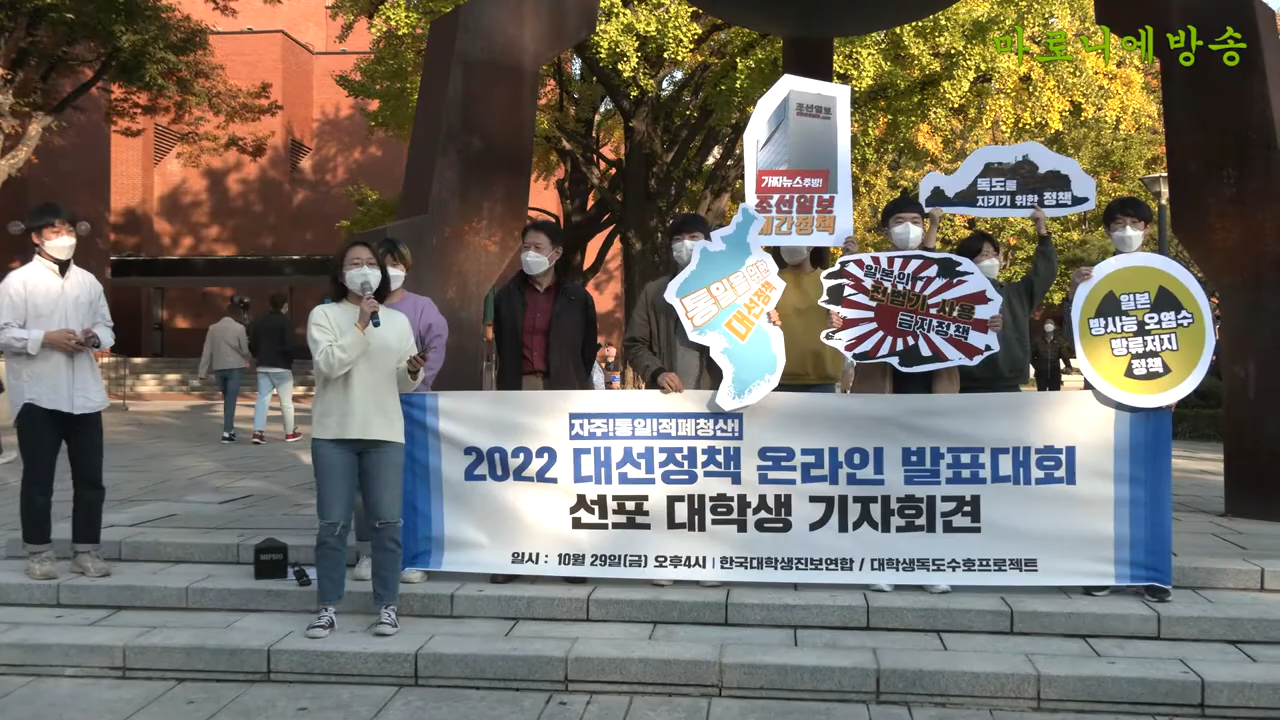 마로니에방송
조선일보
가짜뉴스추방!
조선일보
폐간정책
독도를
지키기 위한 정책
통일을 위한
대선정책
일본의
전범기 사용
금지정책
일본
방사능 오염수
방류저지
정책
자주!통일!적폐청산!
2022 대선정책 온라인 발표대회
선포 대학생 기자회견
일시 : 10월 29일(금) 오후4시 | 한국대학생진보연합 / 대학생독도수호프로젝트